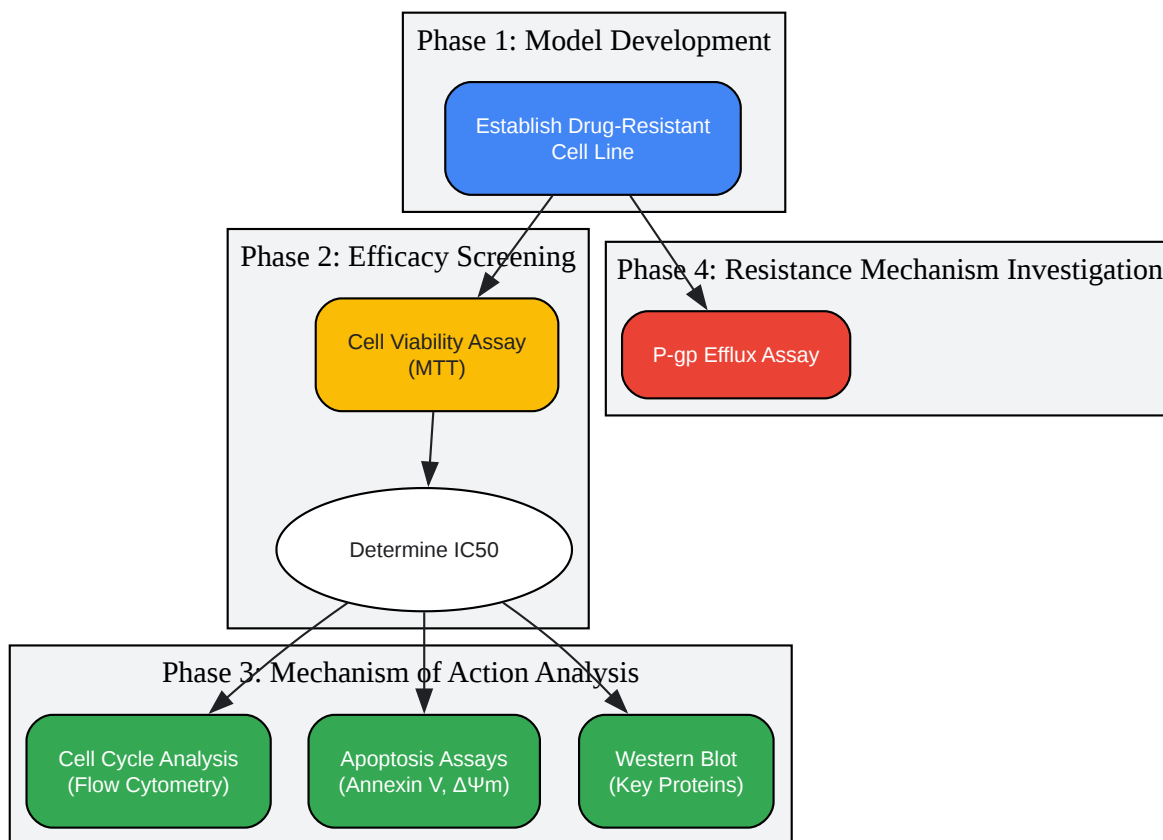 Phase 1: Model Development
Establish Drug-Resistant
Cell Line
Phase 2: Efficacy Screening
Cell Viability Assay
(MTT)
Determine IC50
Phase 4: Resistance Mechanism Investigation
P-gp Efflux Assay
Phase 3: Mechanism of Action Analysis
Cell Cycle Analysis
(Flow Cytometry)
Apoptosis Assays
(Annexin V, ΔΨm)
Western Blot
(Key Proteins)